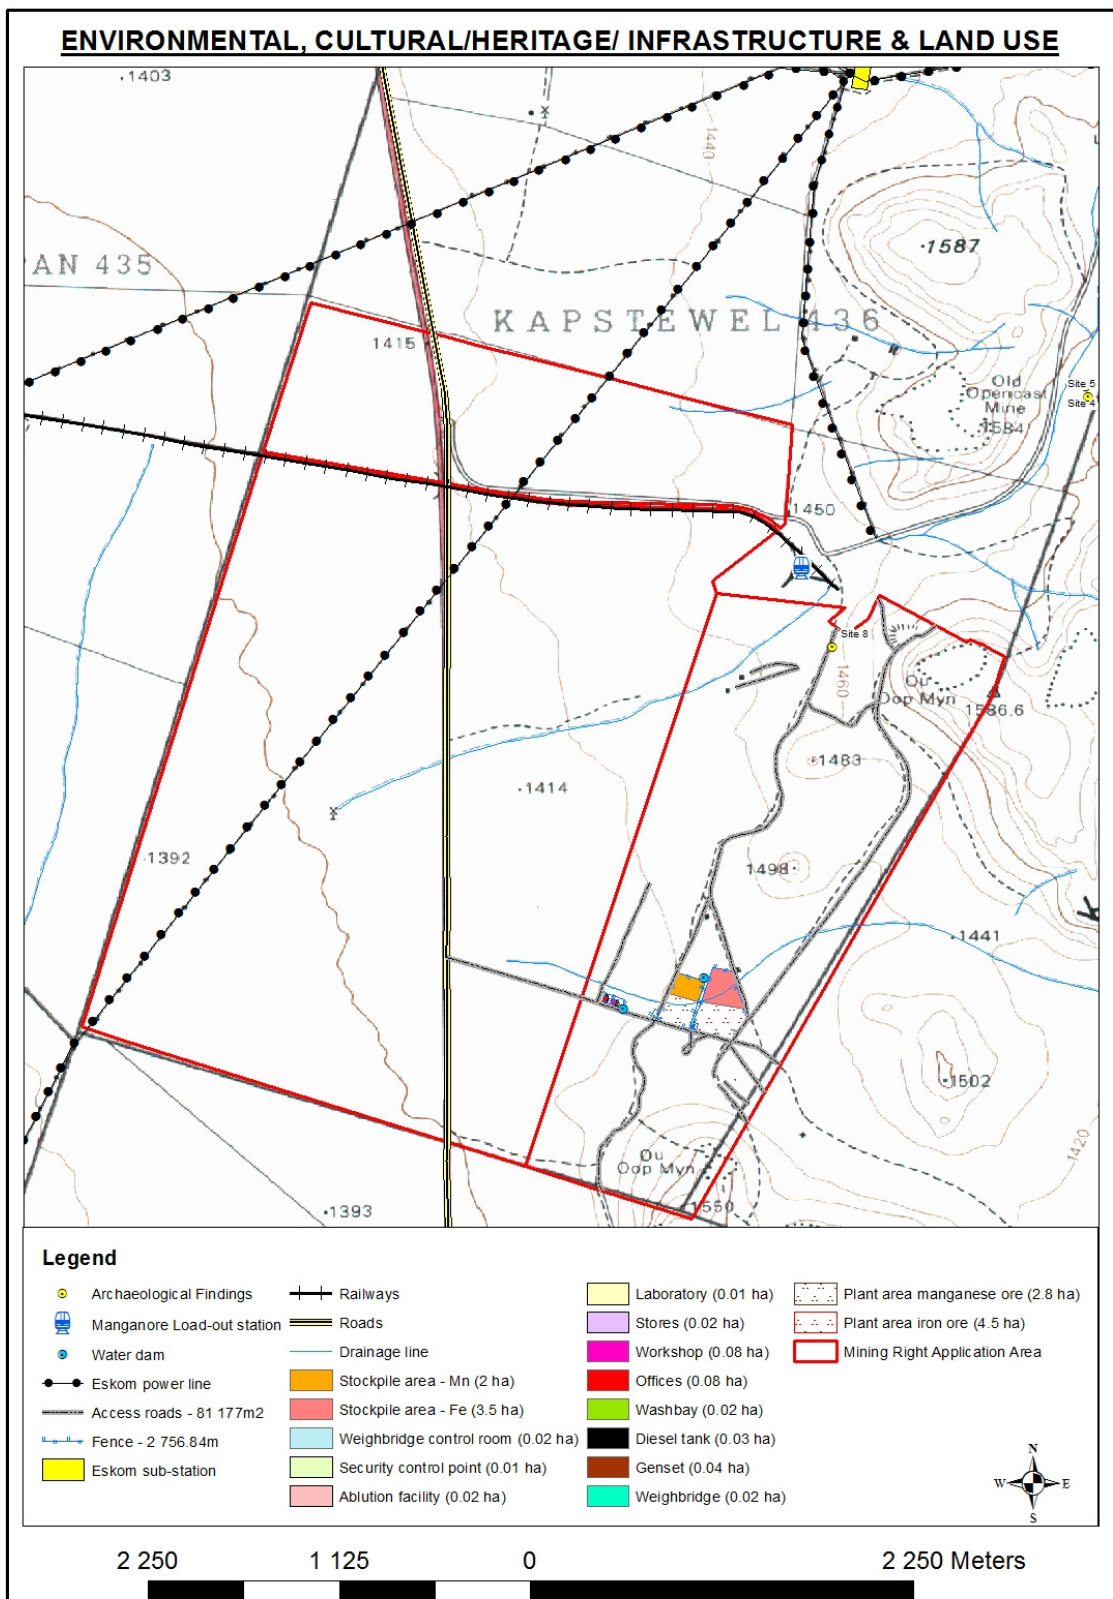 ENVIRONMENTAL, CULTURAL/HERITAGE/ INFRASTRUCTURE & LAND USE
1403
1440
1587
AN 435
KAPSTEWEL 436
1415
Old
Opencast
Mine
1584
Site 5
Site 4
1450
Site 8
1460
Ou
Oop Myn
1586.6
1483
1414
1392
1498
1441
K
1502
1420
Ou
Oop Myn
1550
1393
Legend
Archaeological Findings
Manganore Load-out station
Water dam
Eskom power line
Access roads - 81 177m2
Fence - 2 756.84m
Eskom sub-station
Railways
Roads
Drainage line
Stockpile area - Mn (2 ha)
Stockpile area - Fe (3.5 ha)
Weighbridge control room (0.02 ha)
Security control point (0.01 ha)
Ablution facility (0.02 ha)
Laboratory (0.01 ha)
Stores (0.02 ha)
Workshop (0.08 ha)
Offices (0.08 ha)
Washbay (0.02 ha)
Diesel tank (0.03 ha)
Genset (0.04 ha)
Weighbridge (0.02 ha)
Plant area manganese ore (2.8 ha)
Plant area iron ore (4.5 ha)
Mining Right Application Area
N
W E
S
2 250 1 125 0 2 250 Meters